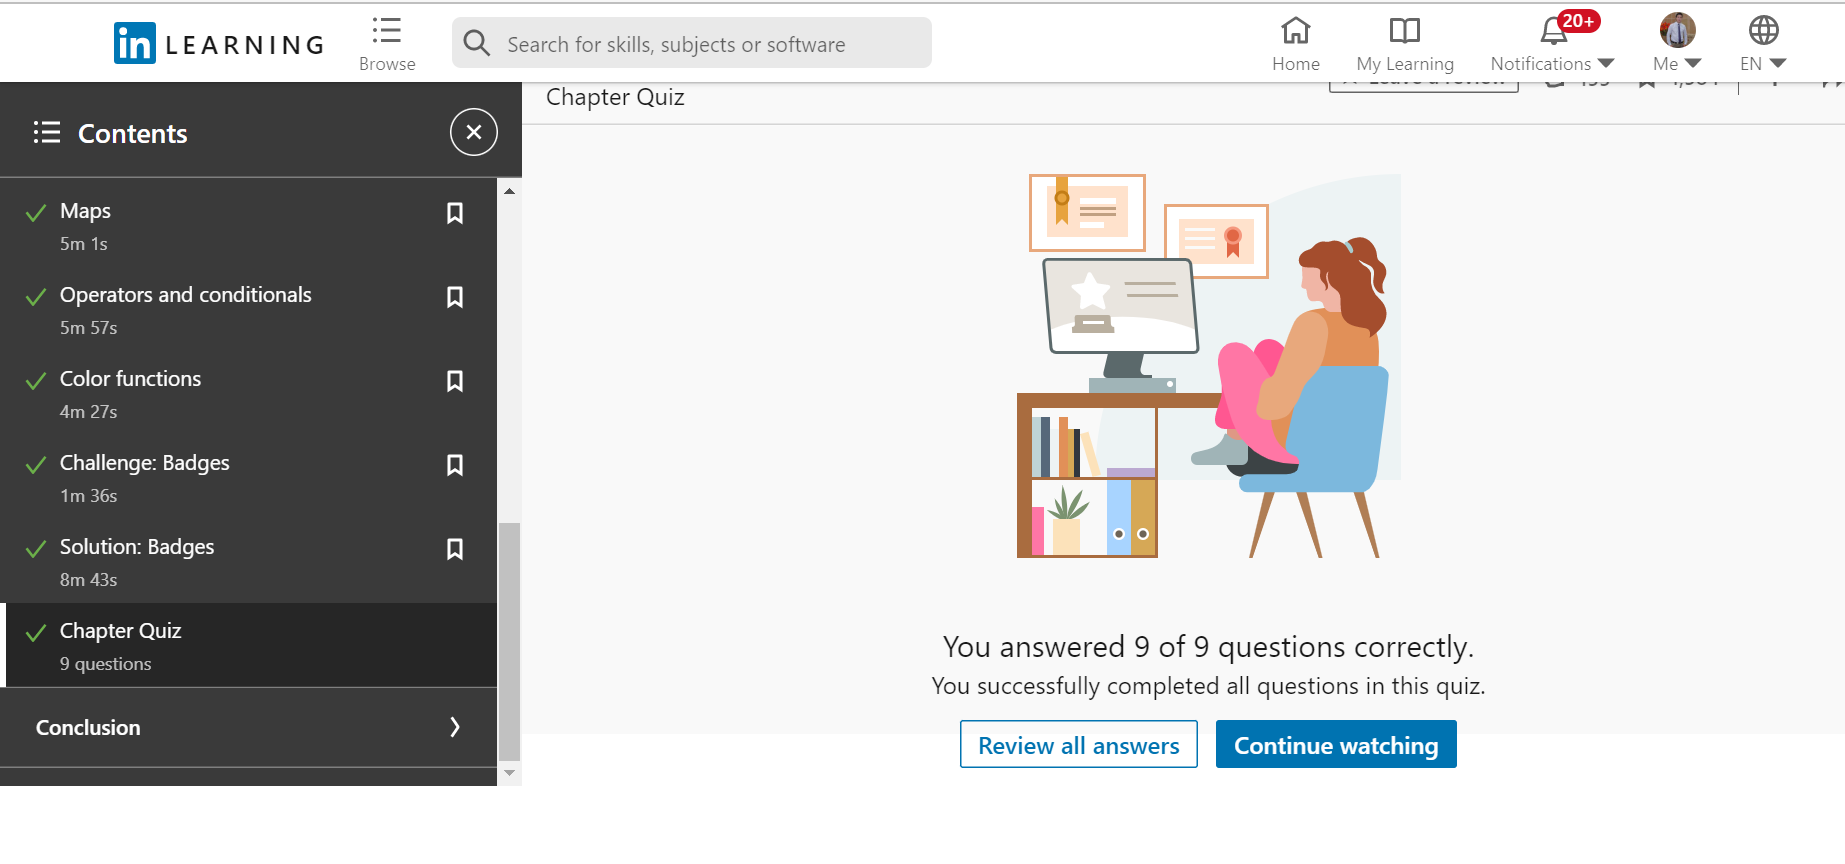 in LEARNING
Browse
Search for skills, subjects or software
Home
My Learning
20+
Notifications
Me
EN
Contents
Maps
5m 1s
Operators and conditionals
5m 57s
Color functions
4m 27s
Challenge: Badges
1m 36s
Solution: Badges
8m 43s
Chapter Quiz
9 questions
Conclusion
Leave a review
Chapter Quiz
You answered 9 of 9 questions correctly.
You successfully completed all questions in this quiz.
Review all answers
Continue watching